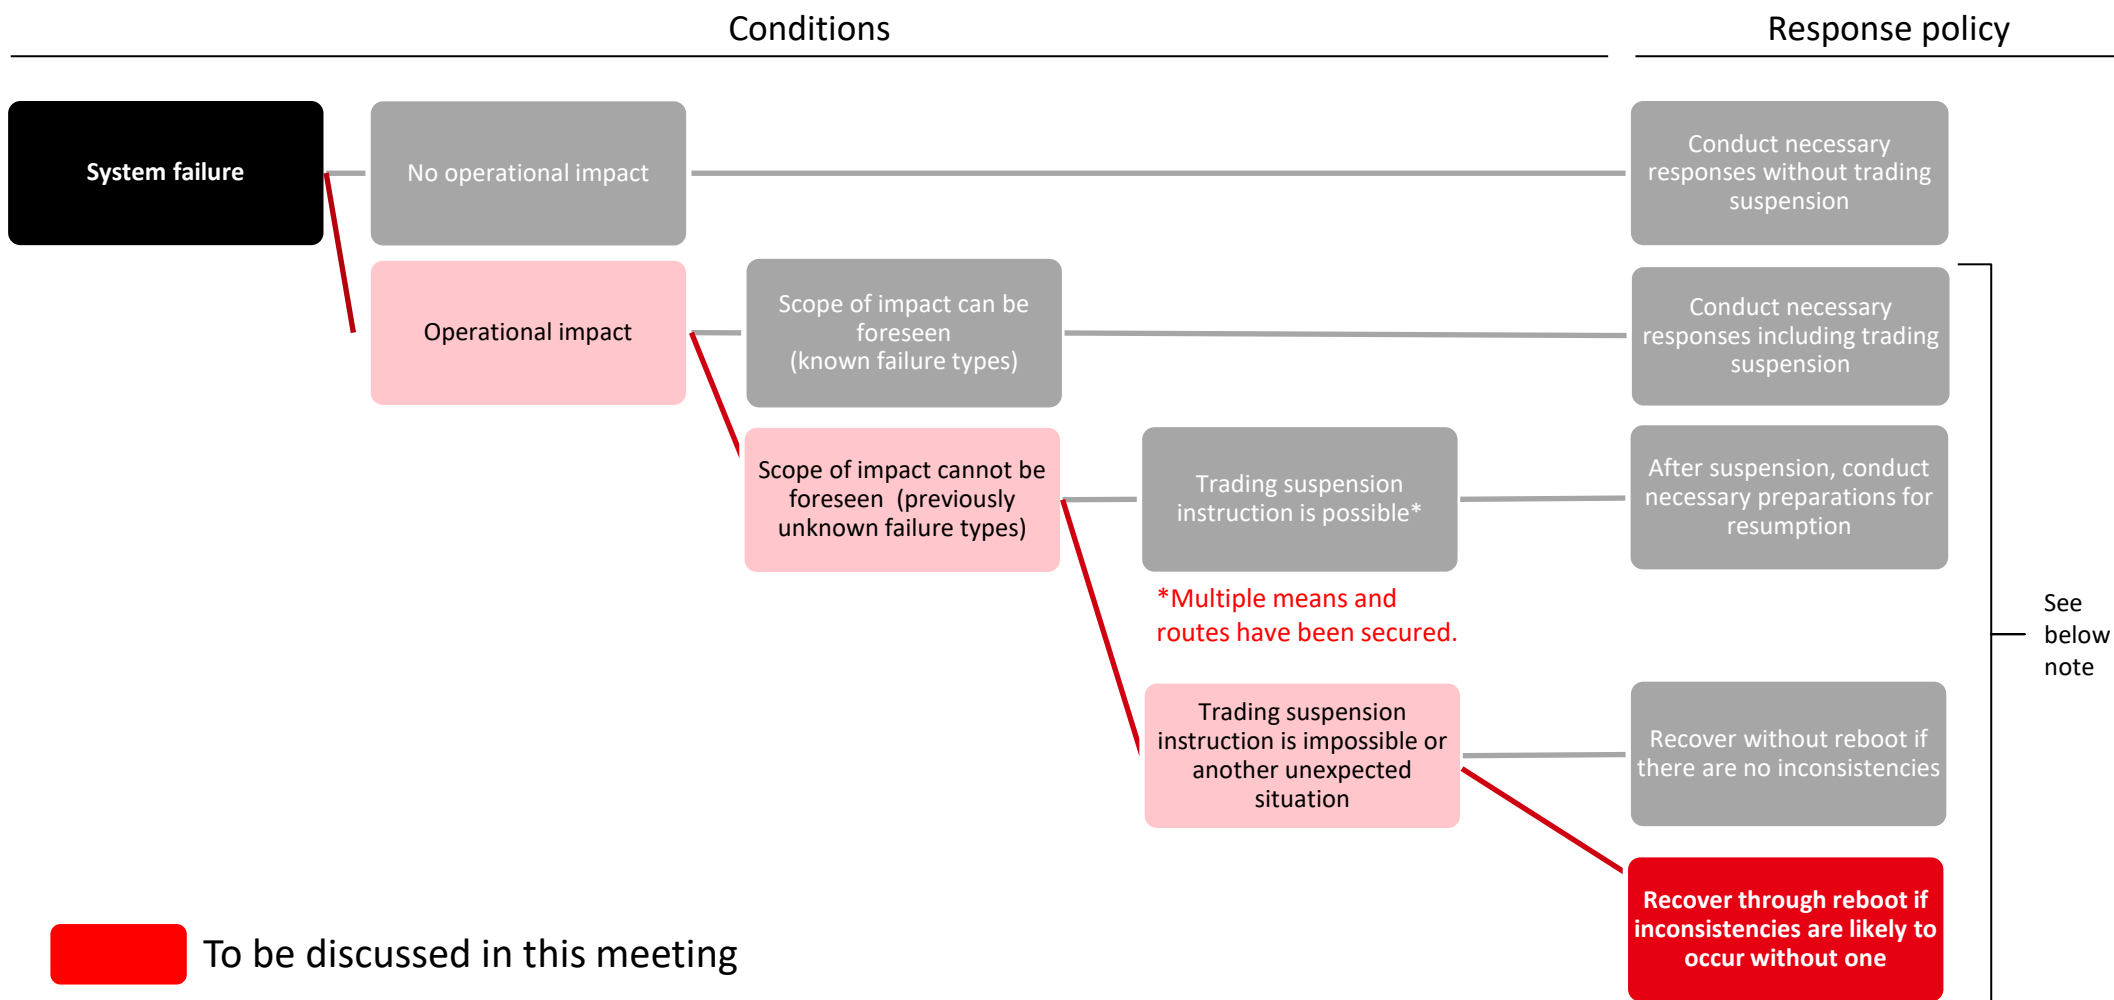 Conditions
Response policy
System failure
No operational impact
Conduct necessary
responses without trading
suspension
Operational impact
Scope of impact can be
foreseen
(known failure types)
Conduct necessary
responses including trading
suspension
Scope of impact cannot be
foreseen (previously
unknown failure types)
Trading suspension
instruction is possible*
After suspension, conduct
necessary preparations for
resumption
*Multiple means and
routes have been secured.
See
below
note
Trading suspension
instruction is impossible or
another unexpected
situation
Recover without reboot if
there are no inconsistencies
Recover through reboot if
inconsistencies are likely to
occur without one
To be discussed in this meeting